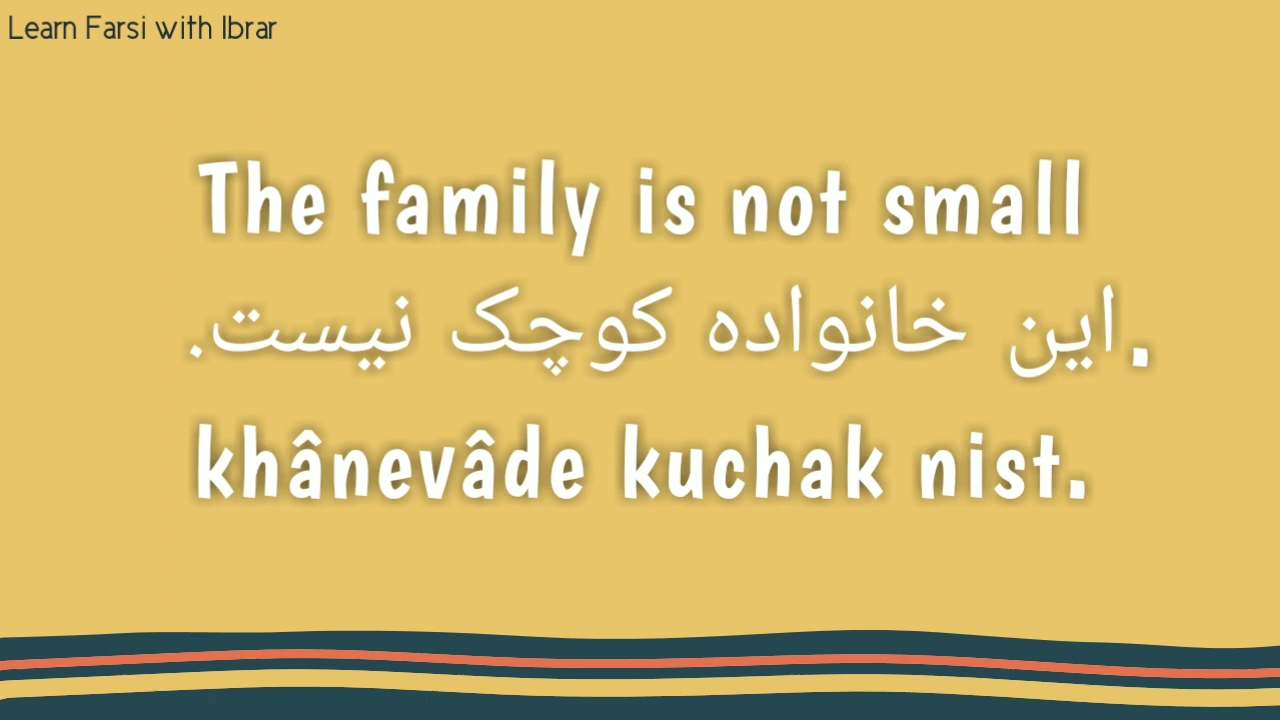 Learn Farsi with Ibrar
The family is not small
.این خانواده کوچک نیست.
khânevâde kuchak nist.